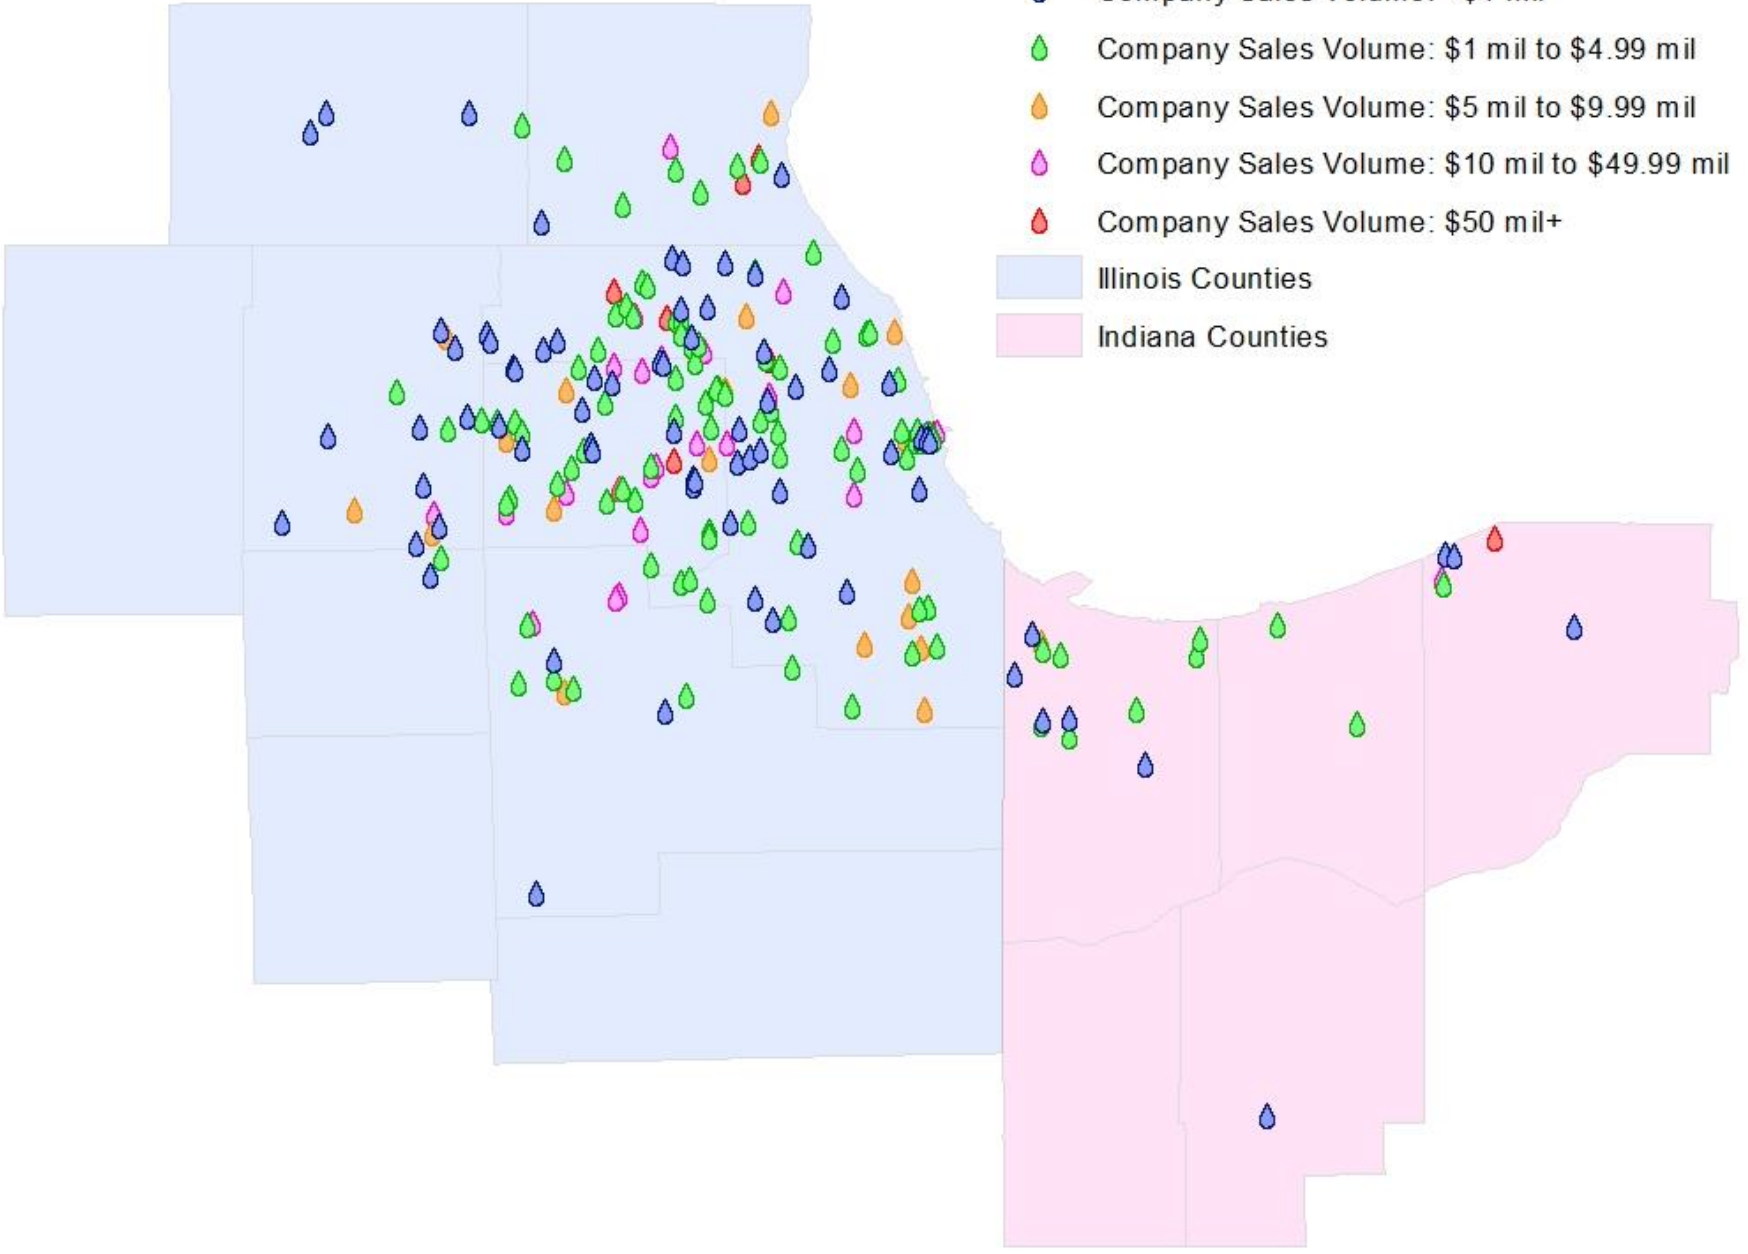 Company Sales Volume: $1 mil to $4.99 mil
Company Sales Volume: $5 mil to $9.99 mil
Company Sales Volume: $10 mil to $49.99 mil
Company Sales Volume: $50 mil+
Illinois Counties
Indiana Counties